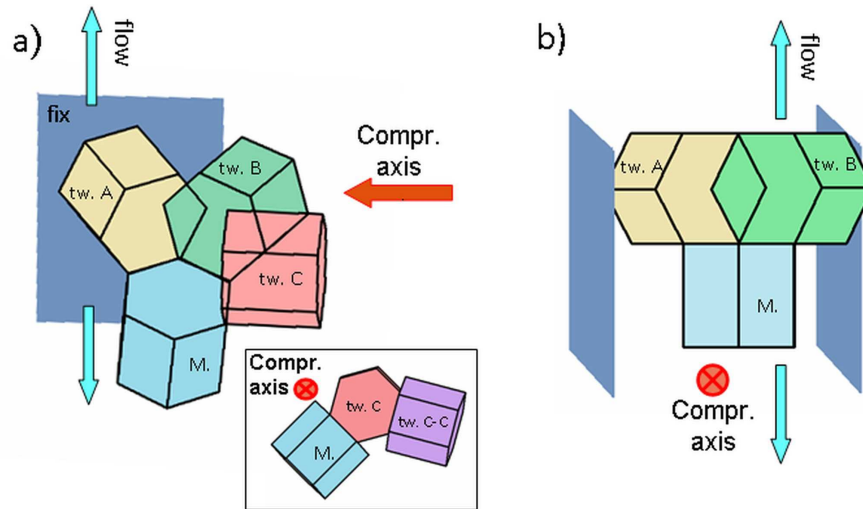 a)
flow
fix
tw. A
tw. B
Compr.
axis
tw. C
M.
Compr.
axis
tw. C
tw. C-C
M.
b)
flow
tw. A
tw. B
M.
Compr.
axis